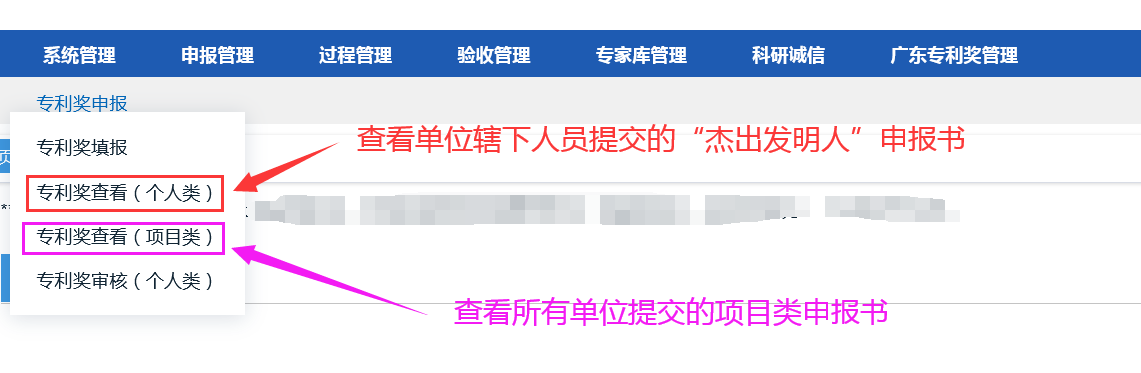 系统管理 申报管理 过程管理 验收管理 专家库管理 科研诚信 广东专利奖管理
专利奖申报
查看单位辖下人员提交的“杰出发明人”申报书
专利奖填报
页
专利奖查看（个人类）
专利奖查看（项目类）
专利奖审核（个人类）
查看所有单位提交的项目类申报书